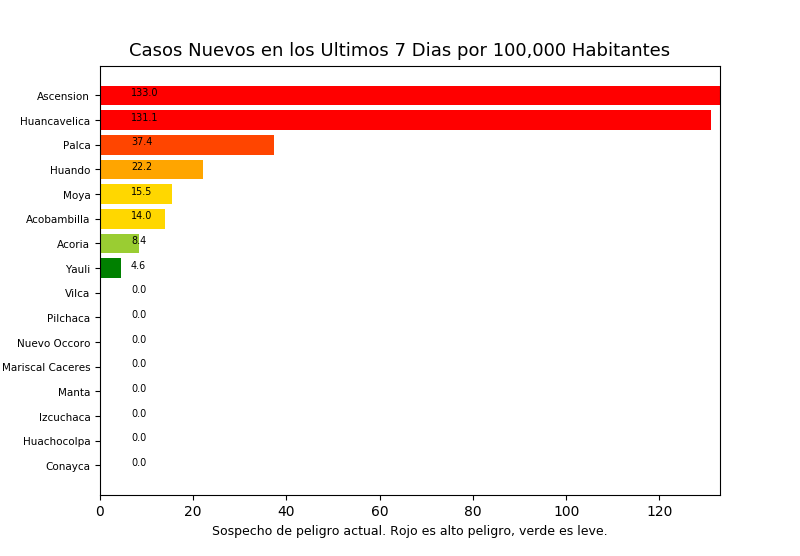 Casos Nuevos en los Ultimos 7 Dias por 100,000 Habitantes
Ascension 133.0
Huancavelica 131.1
Palca 37.4
Huando 22.2
Moya 15.5
Acobambilla 14.0
Acoria 8.4
Yauli 4.6
Vilca 0.0
Pilchaca 0.0
Nuevo Occoro 0.0
Mariscal Caceres 0.0
Manta 0.0
Izcuchaca 0.0
Huachocolpa 0.0
Conayca 0.0
0 20 40 60 80 100 120
Sospecho de peligro actual. Rojo es alto peligro, verde es leve.